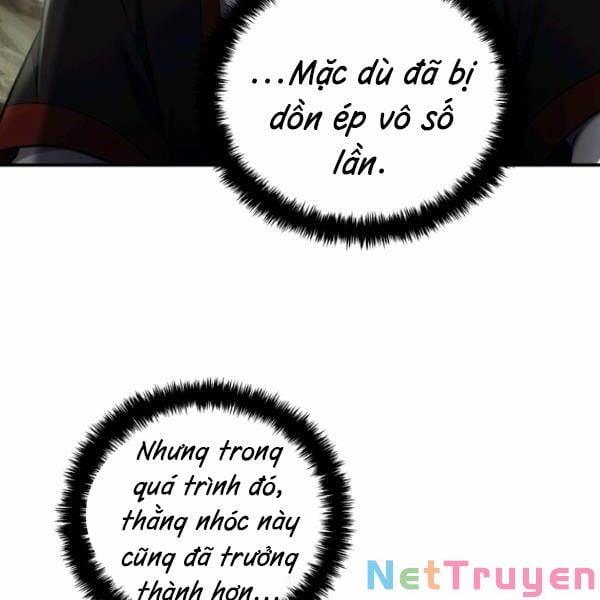 ...Mặc dù đã bị
dồn ép vô số
lần.
Nhưng trong
quá trình đó,
thằng nhóc này
cũng đã trưởng
thành hơn...
NetTruyen